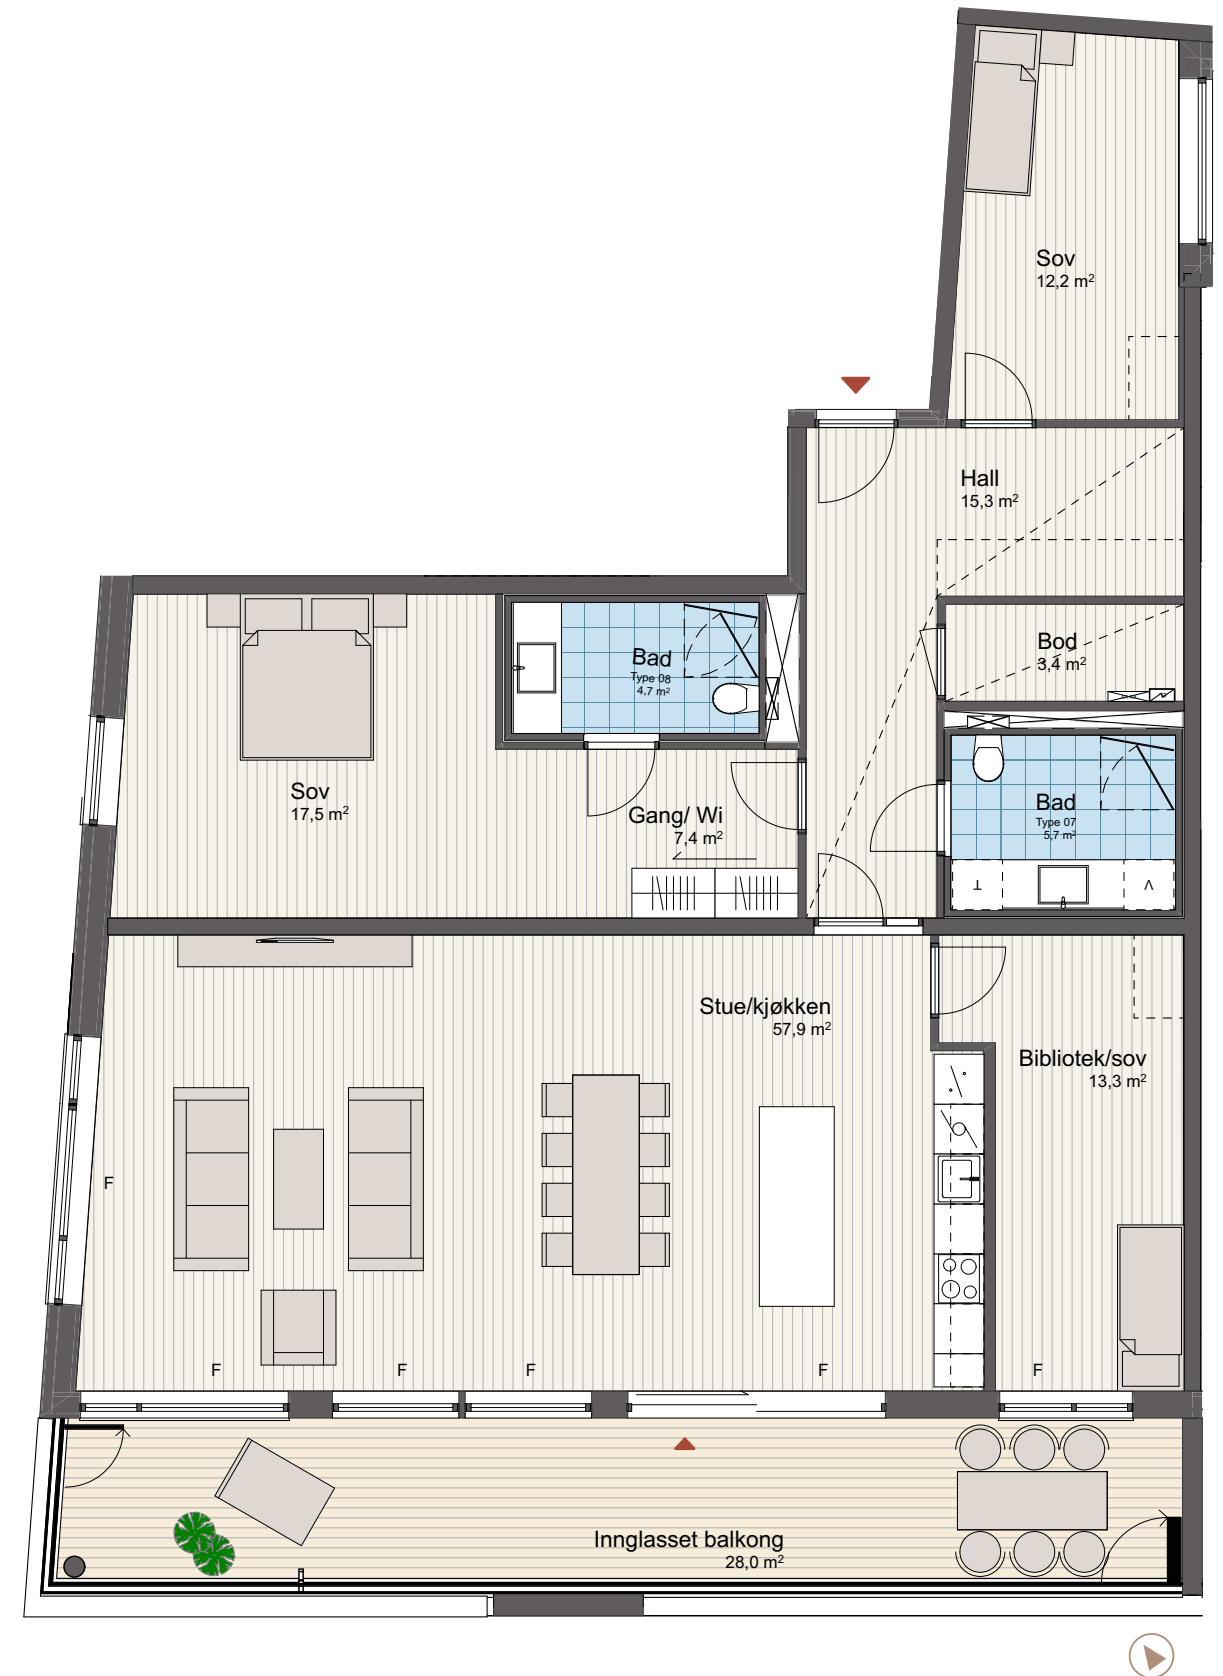 Sov
12,2 m²
Hall
15,3 m²
Bod
3,4 m²
Bad
Type 08
4,7 m²
Sov
17,5 m²
Gang/ Wi
7,4 m²
Bad
Type 07
5,7 m²
T
V
Stue/kjøkken
57,9 m²
Bibliotek/sov
13,3 m²
F
F
F
F
F
F
Innglasset balkong
28,0 m²